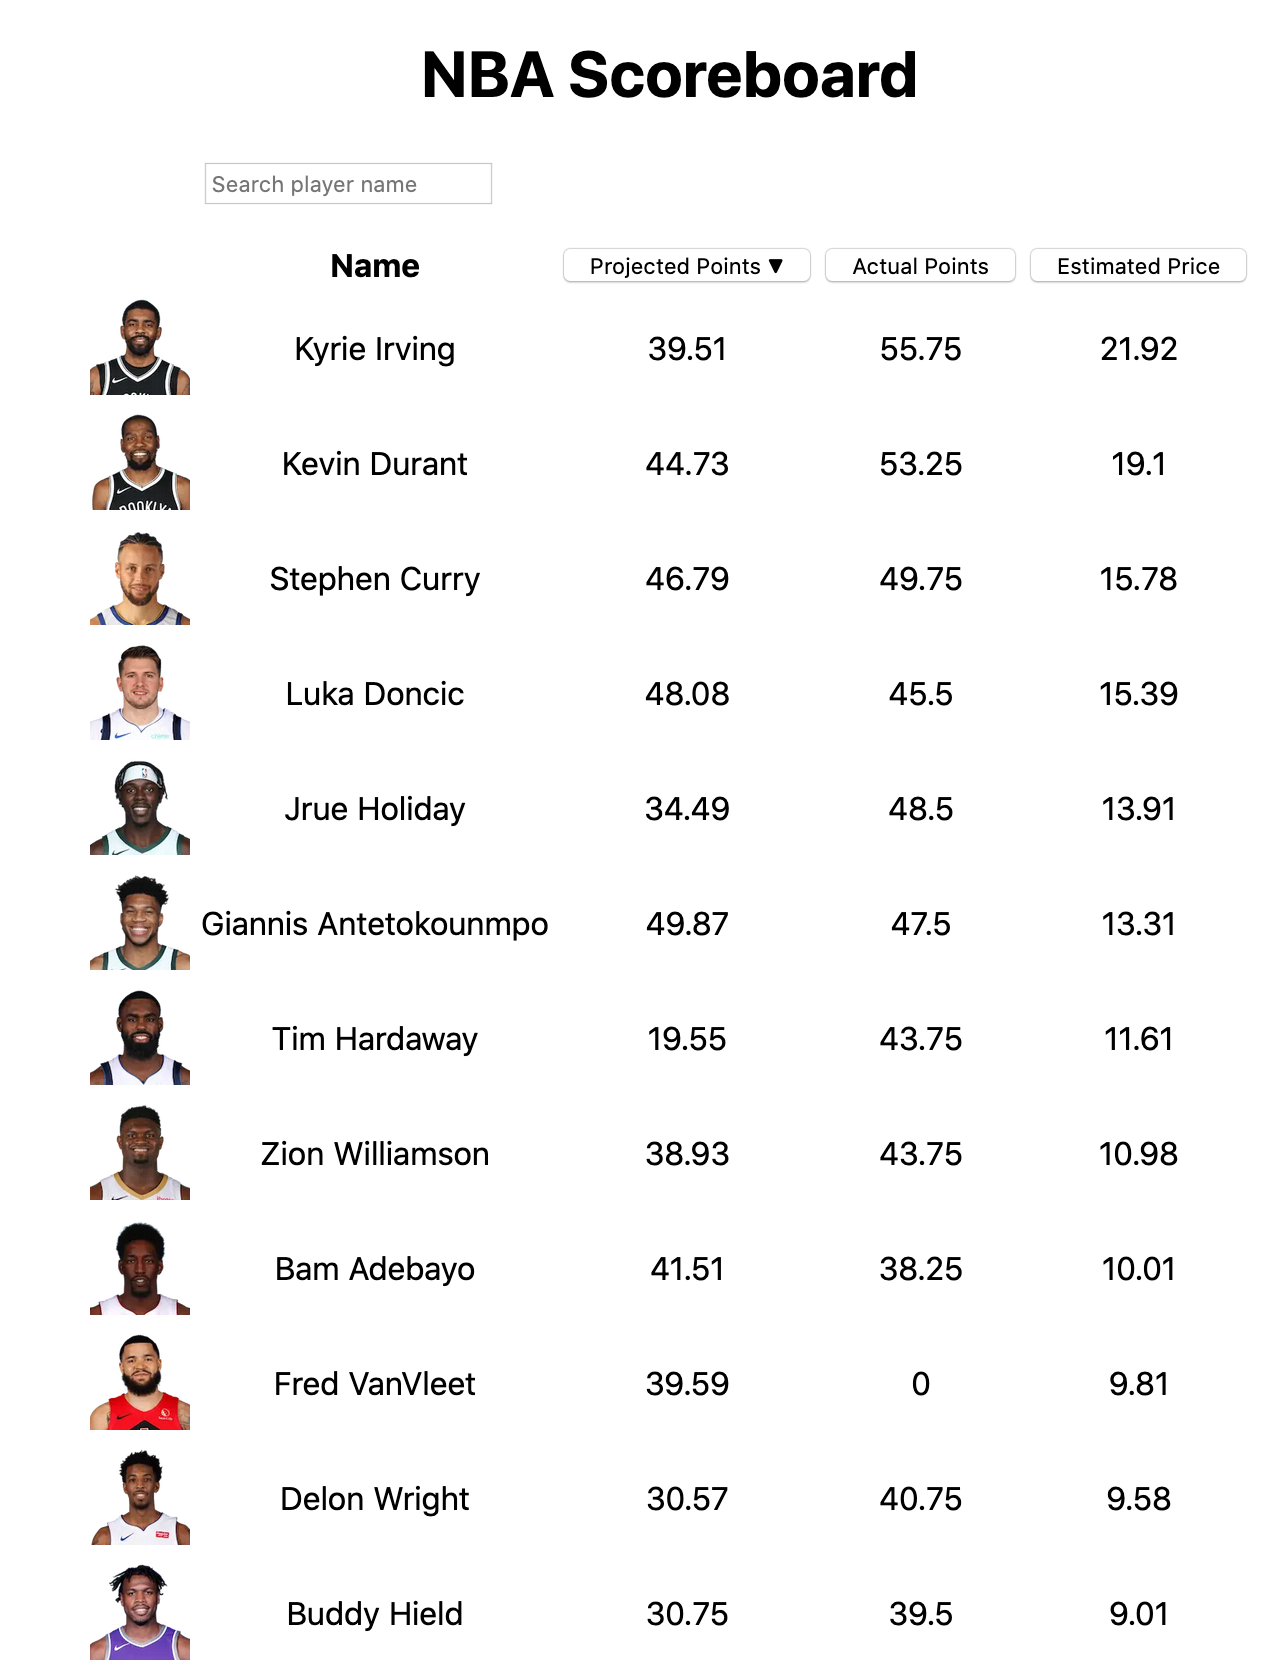 NBA Scoreboard
Search player name
Name Projected Points ▼ Actual Points Estimated Price
Kyrie Irving 39.51 55.75 21.92
Kevin Durant 44.73 53.25 19.1
Stephen Curry 46.79 49.75 15.78
Luka Doncic 48.08 45.5 15.39
Jrue Holiday 34.49 48.5 13.91
Giannis Antetokounmpo 49.87 47.5 13.31
Tim Hardaway 19.55 43.75 11.61
Zion Williamson 38.93 43.75 10.98
Bam Adebayo 41.51 38.25 10.01
Fred VanVleet 39.59 0 9.81
Delon Wright 30.57 40.75 9.58
Buddy Hield 30.75 39.5 9.01